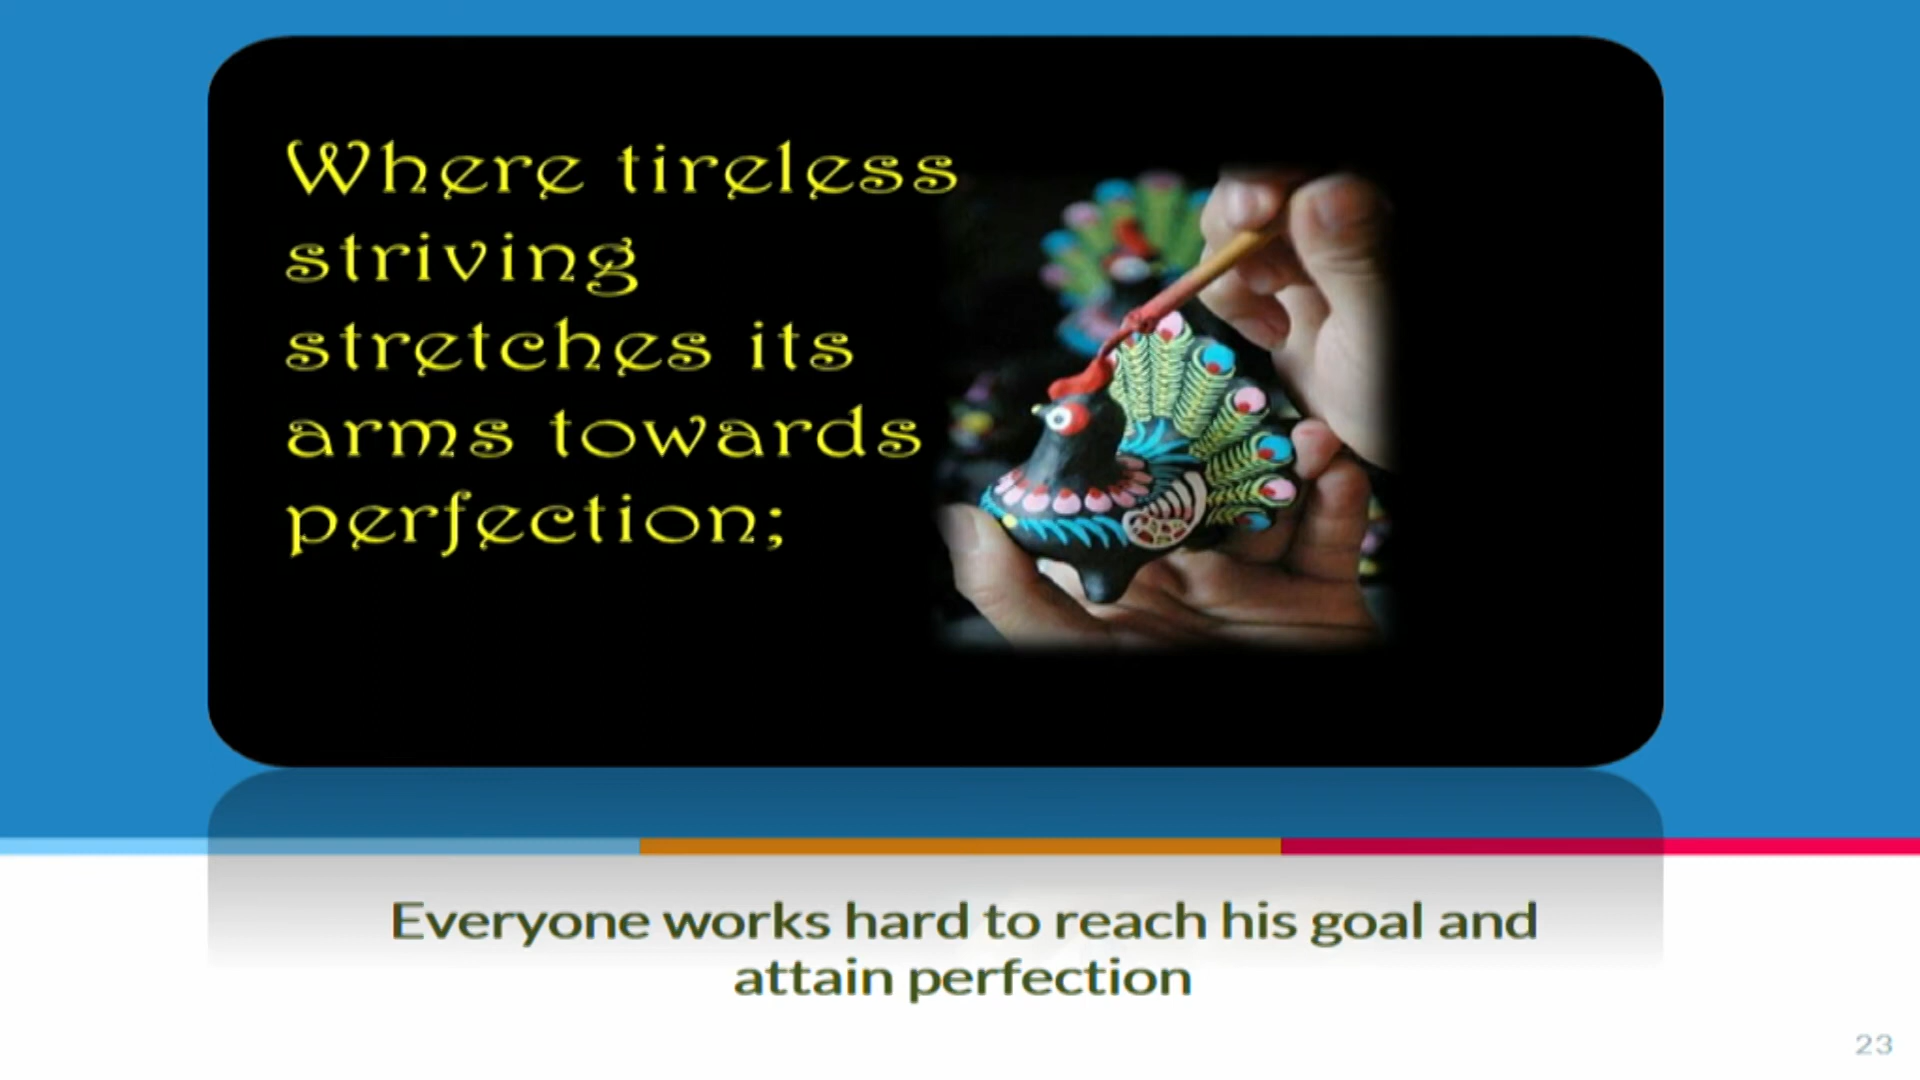 Where tireless
striving
stretches its
arms towards
perfection;
Everyone works hard to reach his goal and
attain perfection
23